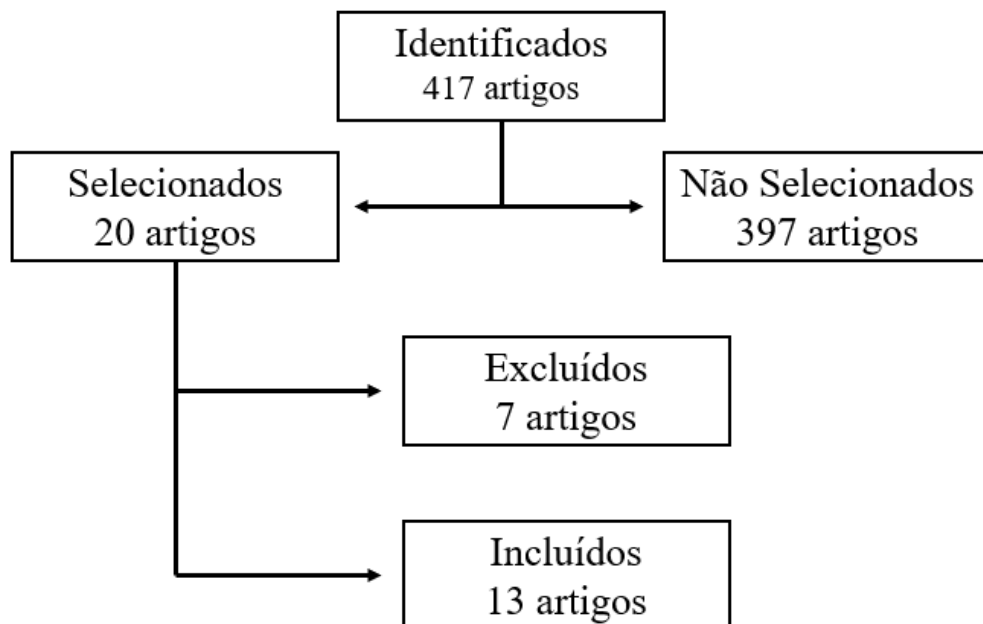 Identificados
417 artigos
Selecionados
20 artigos
Não Selecionados
397 artigos
Excluídos
7 artigos
Incluídos
13 artigos